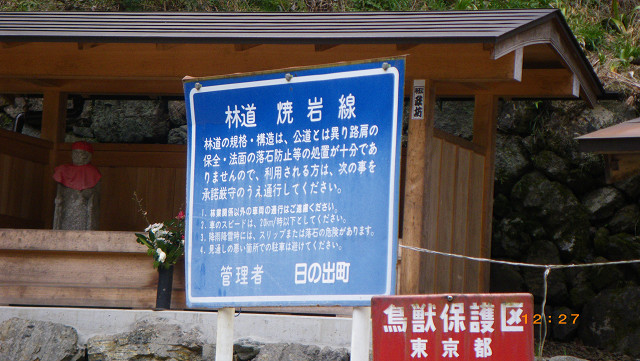 林道 焼岩線
林道の規格・構造は、公道とは異り路肩の
保全・法面の落石防止等の処置が十分であ
りませんので、利用される方は、次の事を
承諾厳守のうえ通行してください。
1. 林業関係以外の車両の通行はご遠慮ください。
2. 車のスピードは、20km/時以下としてください。
3. 降雨降雪時には、スリップまたは落石の危険があります。
4. 見通しの悪い箇所での駐車は避けてください。
管理者 日の出町
鳥獣保護区
東京都
12:27